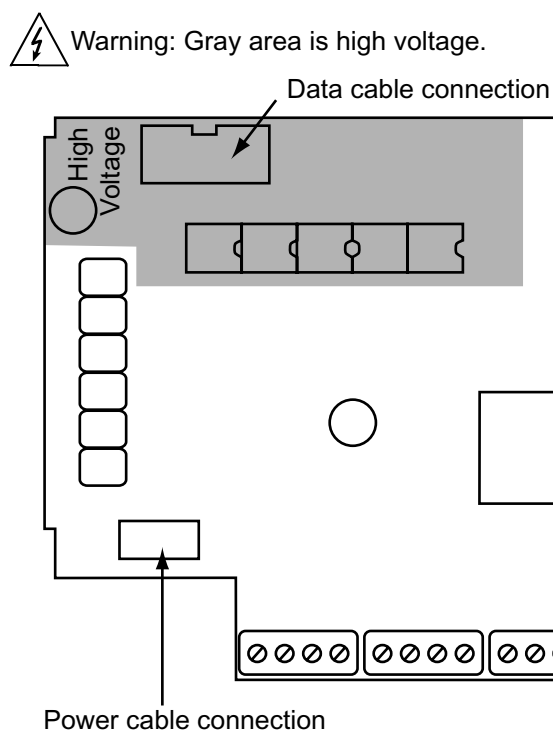 Warning: Gray area is high voltage.
Data cable connection
High
Voltage
Power cable connection